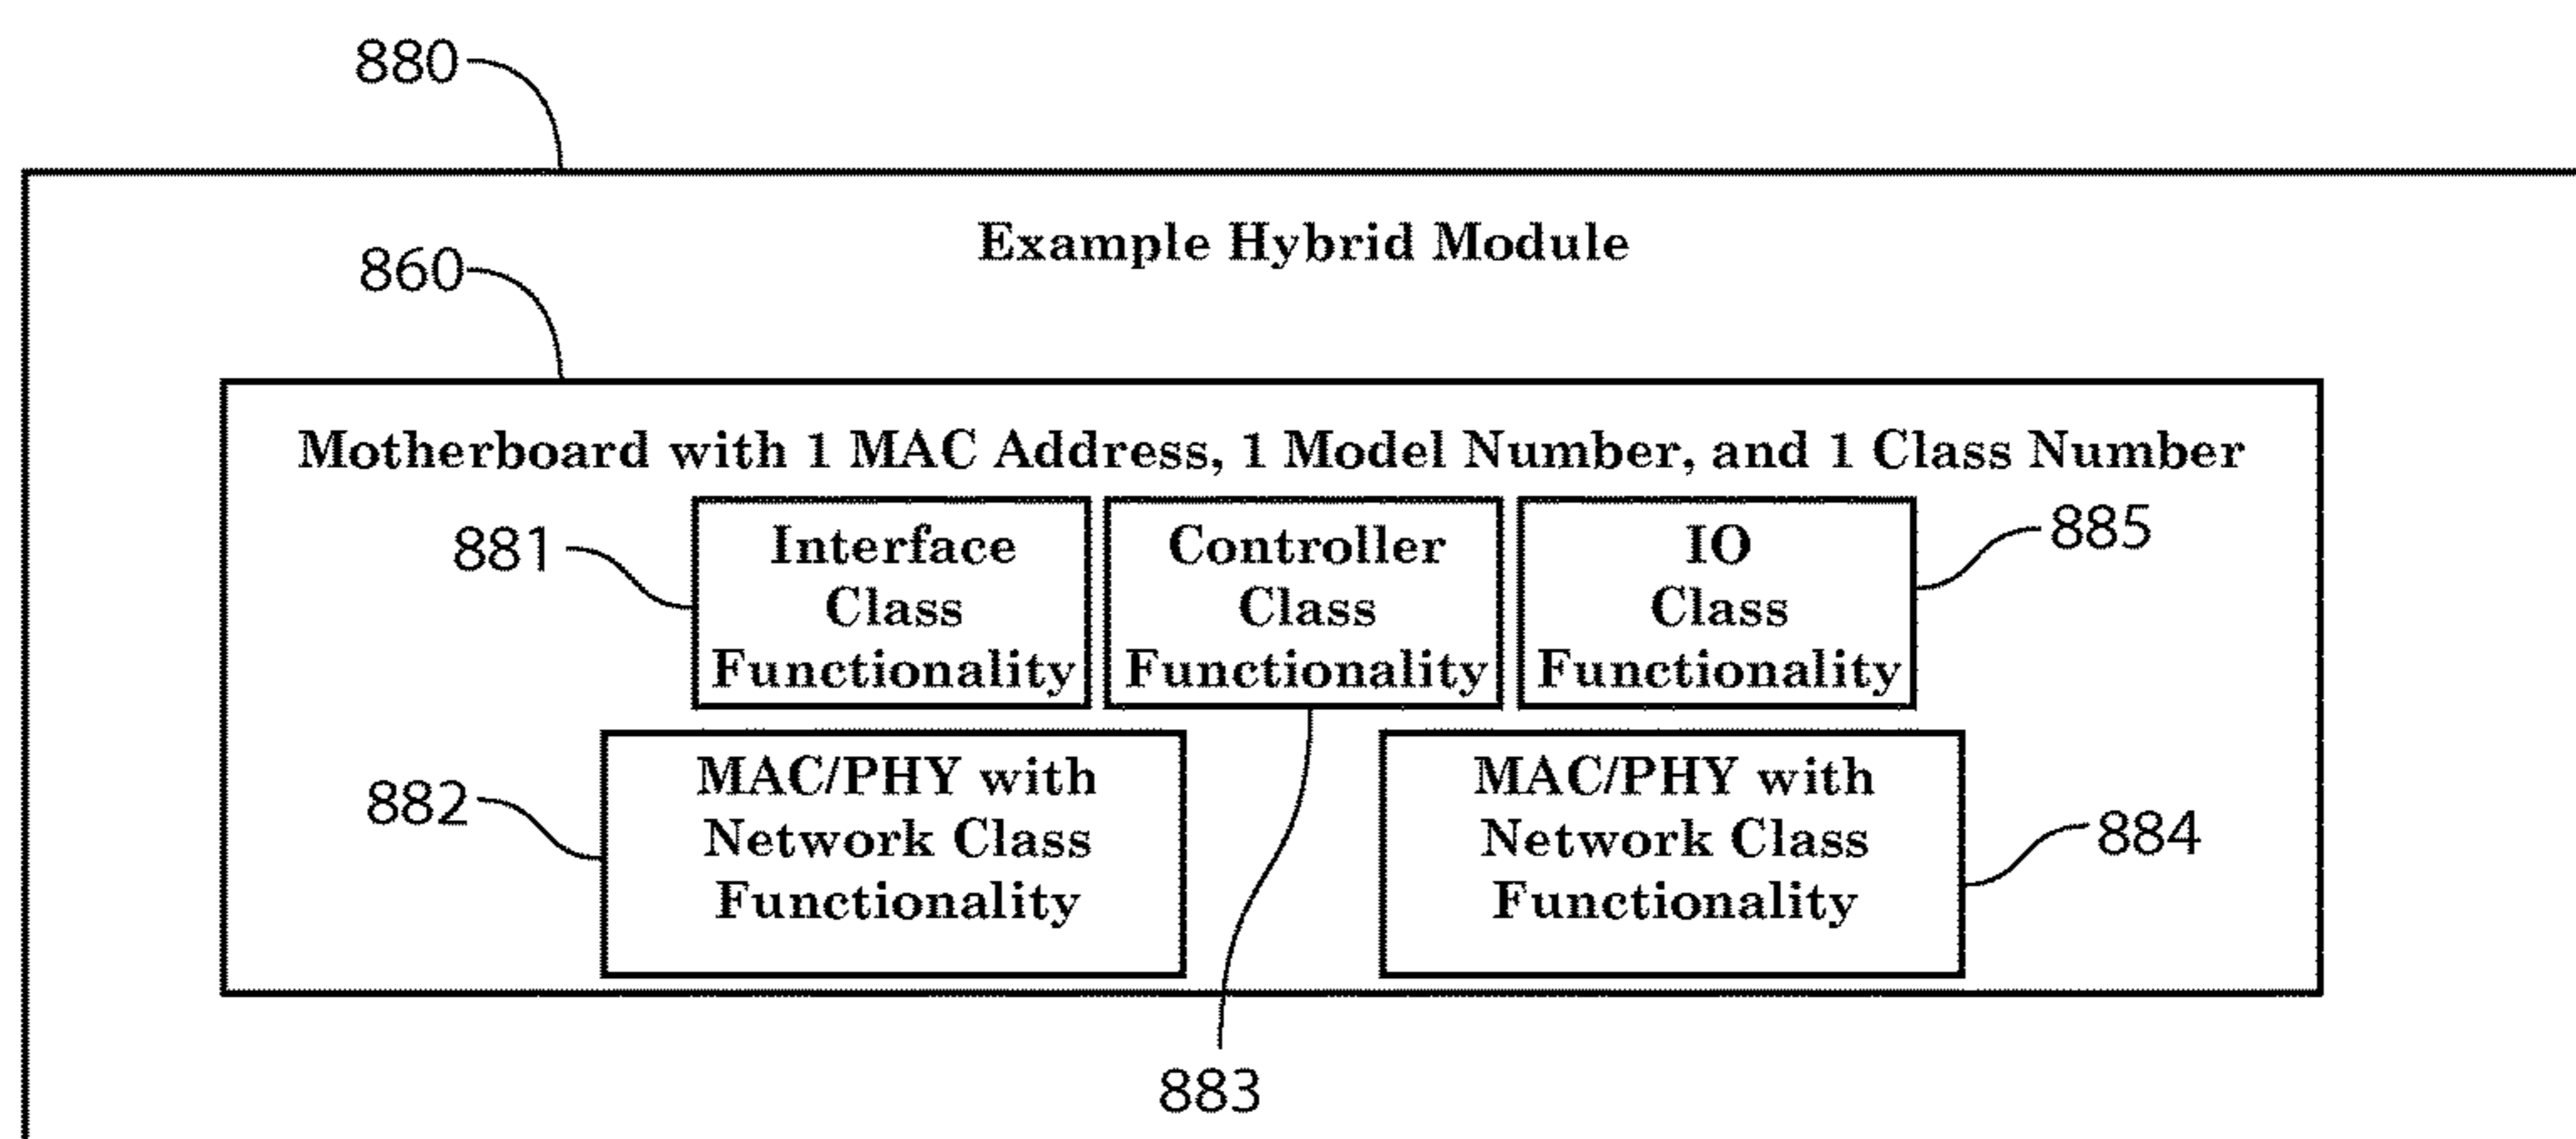 880
Example Hybrid Module
860
Motherboard with 1 MAC Address, 1 Model Number, and 1 Class Number
881
Interface
Class
Functionality
Controller
Class
Functionality
IO
Class
Functionality
885
882
MAC/PHY with
Network Class
Functionality
MAC/PHY with
Network Class
Functionality
884
883